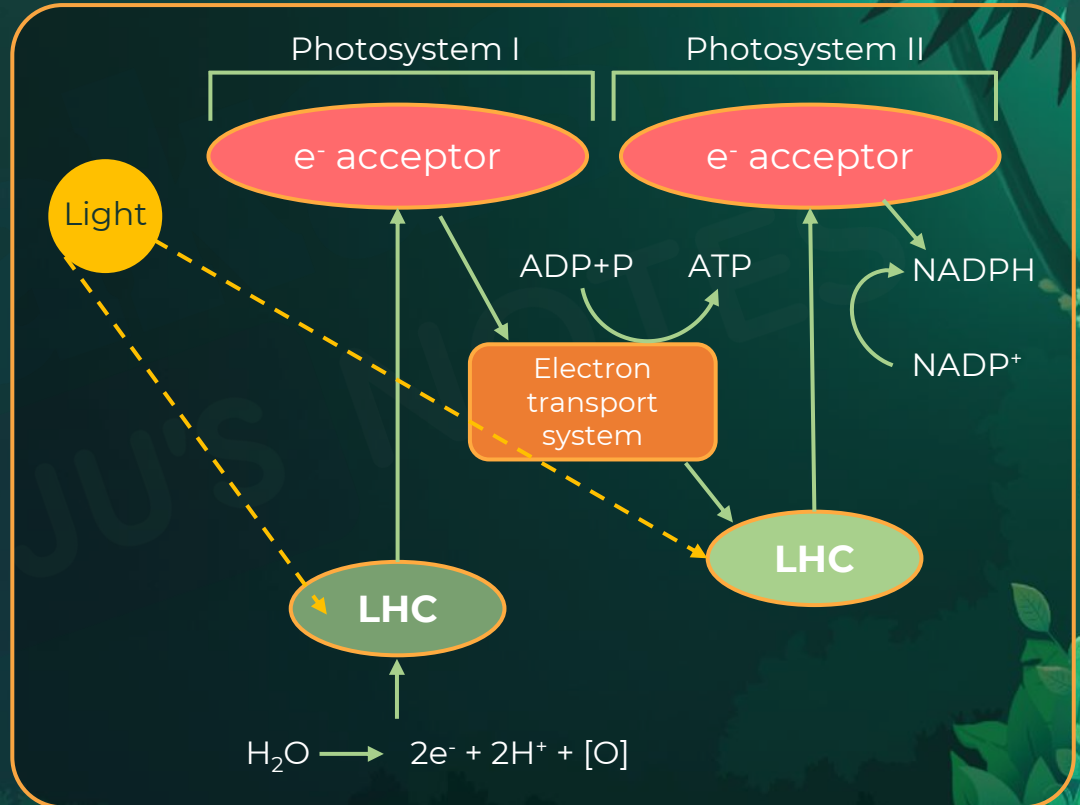 Photosystem I
Photosystem II
e⁻ acceptor
e⁻ acceptor
Light
ADP+P
ATP
NADPH
Electron
transport
system
NADP⁺
LHC
LHC
H₂O
2e⁻ + 2H⁺ + [O]